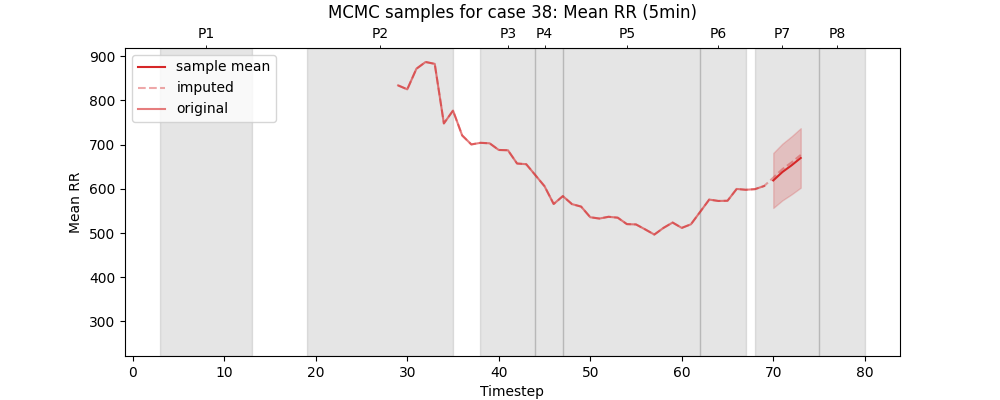 MCMC samples for case 38: Mean RR (5min)
P1 P2 P3 P4 P5 P6 P7 P8
sample mean
imputed
original
900
800
700
600
500
400
300
Mean RR
0 10 20 30 40 50 60 70 80
Timestep